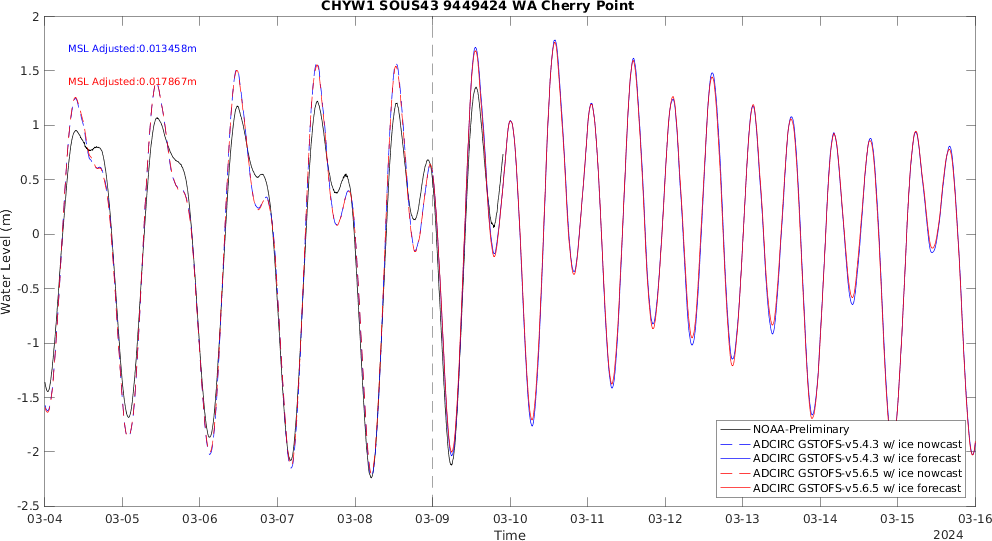 CHYW1 SOUS43 9449424 WA Cherry Point
MSL Adjusted:0.013458m
MSL Adjusted:0.017867m
Water Level (m)
2
1.5
1
0.5
0
-0.5
-1
-1.5
-2
-2.5
NOAA-Preliminary
ADCIRC GSTOFS-v5.4.3 w/ ice nowcast
ADCIRC GSTOFS-v5.4.3 w/ ice forecast
ADCIRC GSTOFS-v5.6.5 w/ ice nowcast
ADCIRC GSTOFS-v5.6.5 w/ ice forecast
03-04 03-05 03-06 03-07 03-08 03-09 03-10 03-11 03-12 03-13 03-14 03-15 03-16
Time
2024